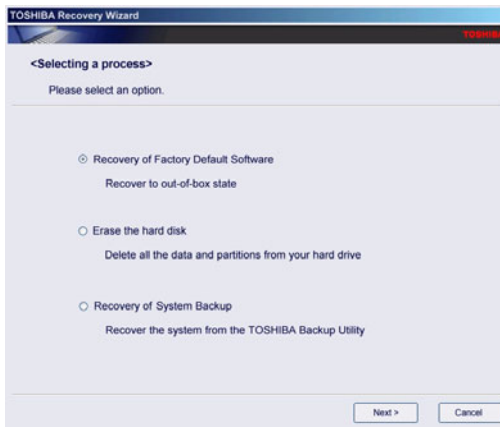 TOSHIBA Recovery Wizard
TOSHIBA
<Selecting a process>
Please select an option.
Recovery of Factory Default Software
Recover to out-of-box state
Erase the hard disk
Delete all the data and partitions from your hard drive
Recovery of System Backup
Recover the system from the TOSHIBA Backup Utility
Next >
Cancel